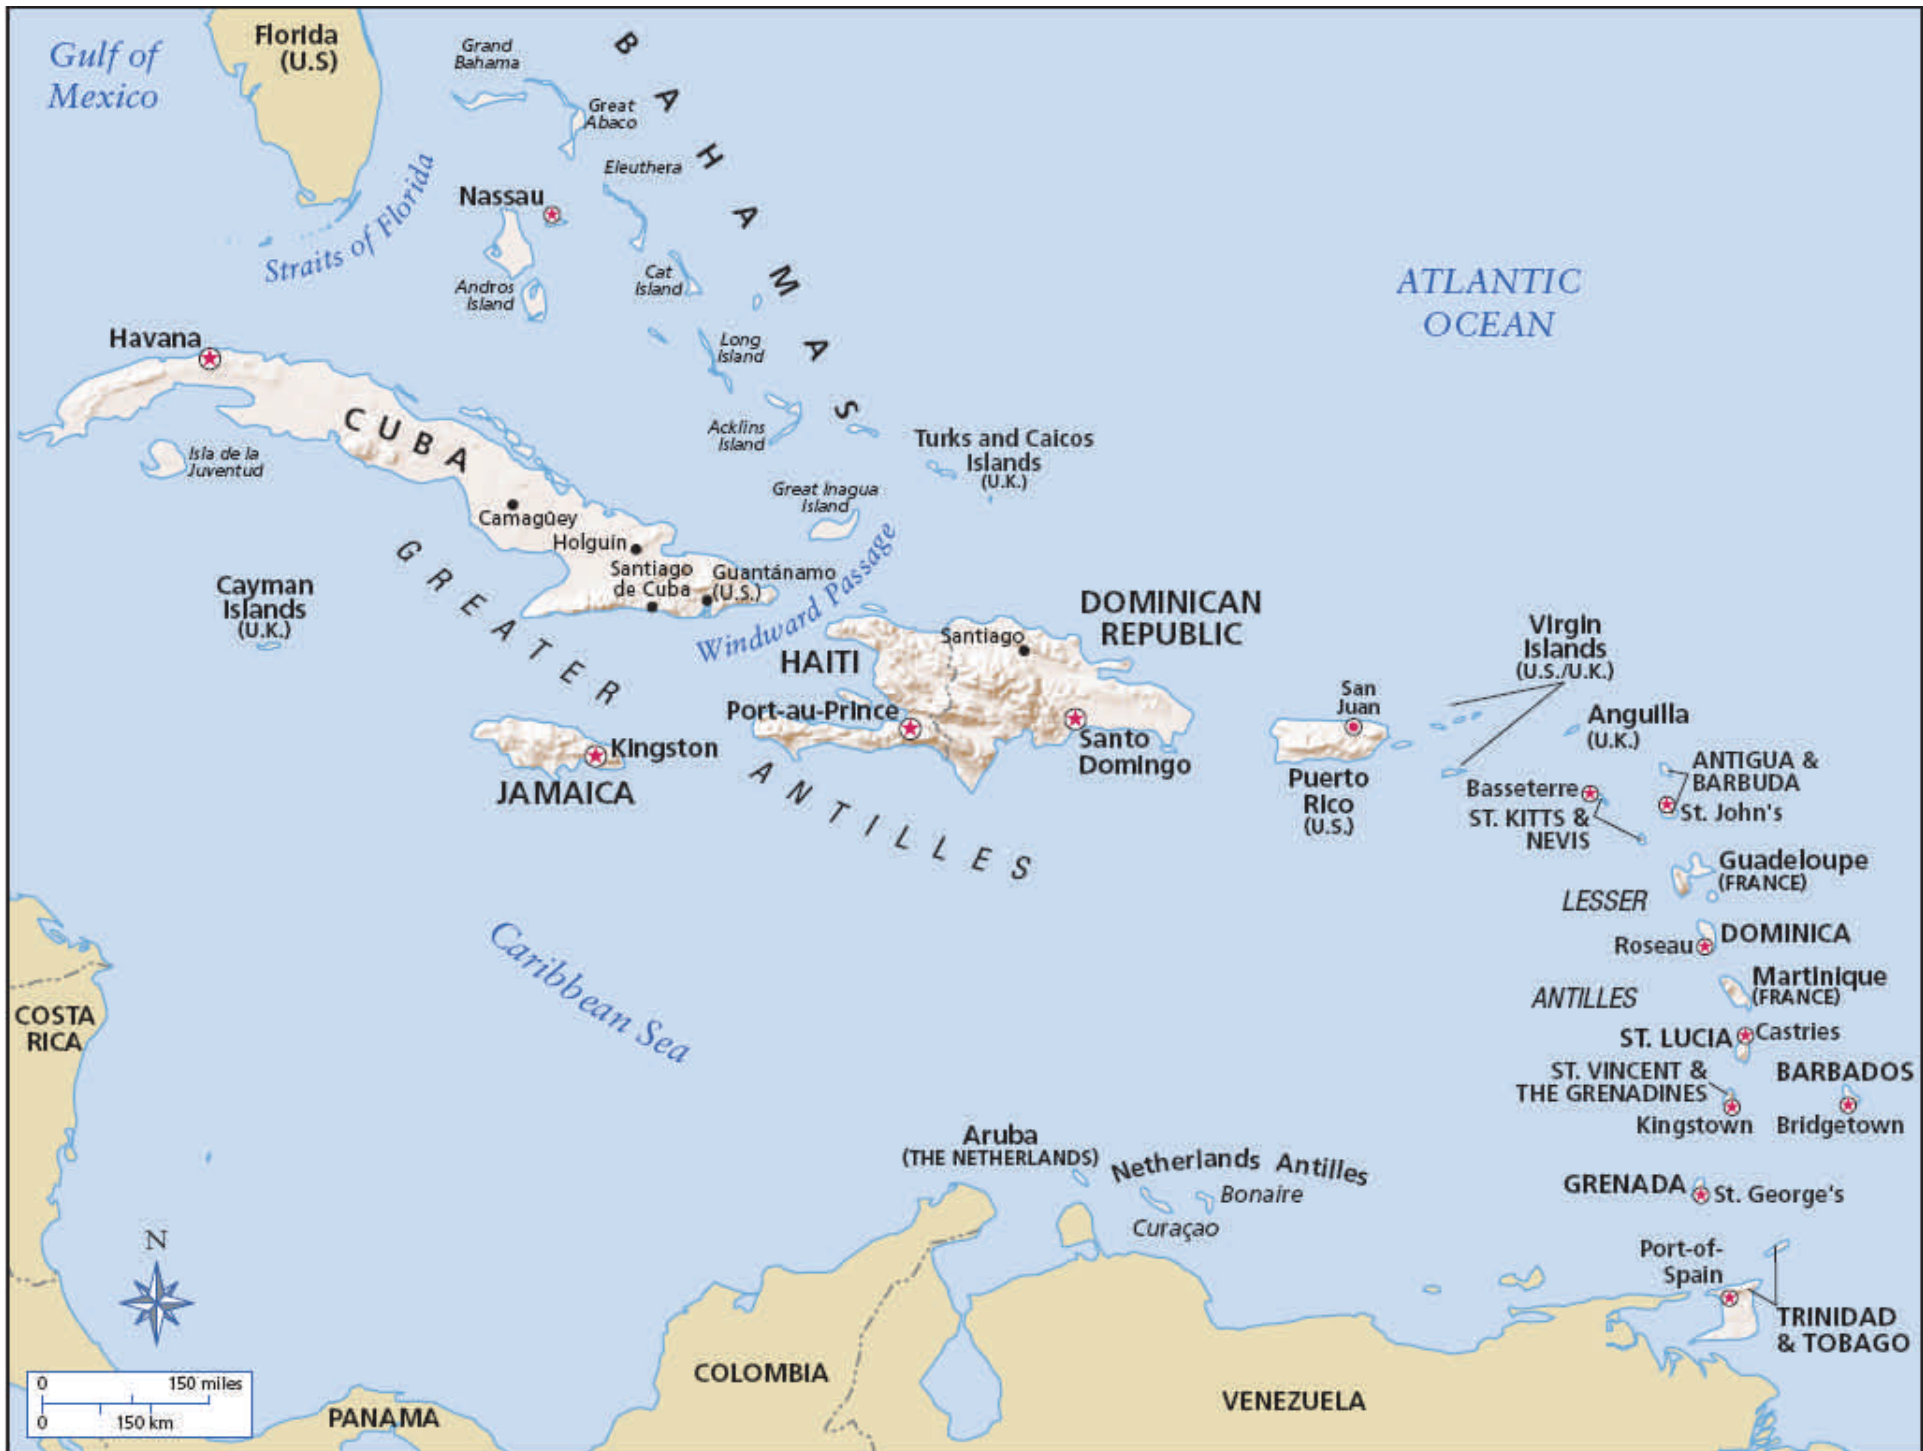 Gulf of
Mexico
Florida
(U.S)
Grand
Bahama
BAHAMAS
Great
Abaco
Eleuthera
Nassau
Straits of Florida
Andros
Island
Cat
Island
Long
Island
ATLANTIC
OCEAN
Havana
CUBA
Isla de la
Juventud
Acklins
Island
Turks and Caicos
Islands
(U.K.)
Great Inagua
Island
Camagûey
Holguín
Santiago
de Cuba
Guantánamo
(U.S.)
Windward Passage
Cayman
Islands
(U.K.)
GREATER
ANTILLES
DOMINICAN
REPUBLIC
Santiago
HAITI
Port-au-Prince
Santo
Domingo
Kingston
JAMAICA
San
Juan
Puerto
Rico
(U.S.)
Virgin
Islands
(U.S./U.K.)
Anguilla
(U.K.)
ANTIGUA &
BARBUDA
St. John's
Basseterre
ST. KITTS &
NEVIS
Guadeloupe
(FRANCE)
LESSER
ANTILLES
Roseau
DOMINICA
Martinique
(FRANCE)
ST. LUCIA
Castries
ST. VINCENT &
THE GRENADINES
Kingstown
BARBADOS
Bridgetown
Caribbean Sea
COSTA
RICA
Aruba
(THE NETHERLANDS)
Netherlands Antilles
Bonaire
Curaçao
GRENADA
St. George's
Port-of-
Spain
TRINIDAD
& TOBAGO
N
0 150 miles
0 150 km
PANAMA
COLOMBIA
VENEZUELA